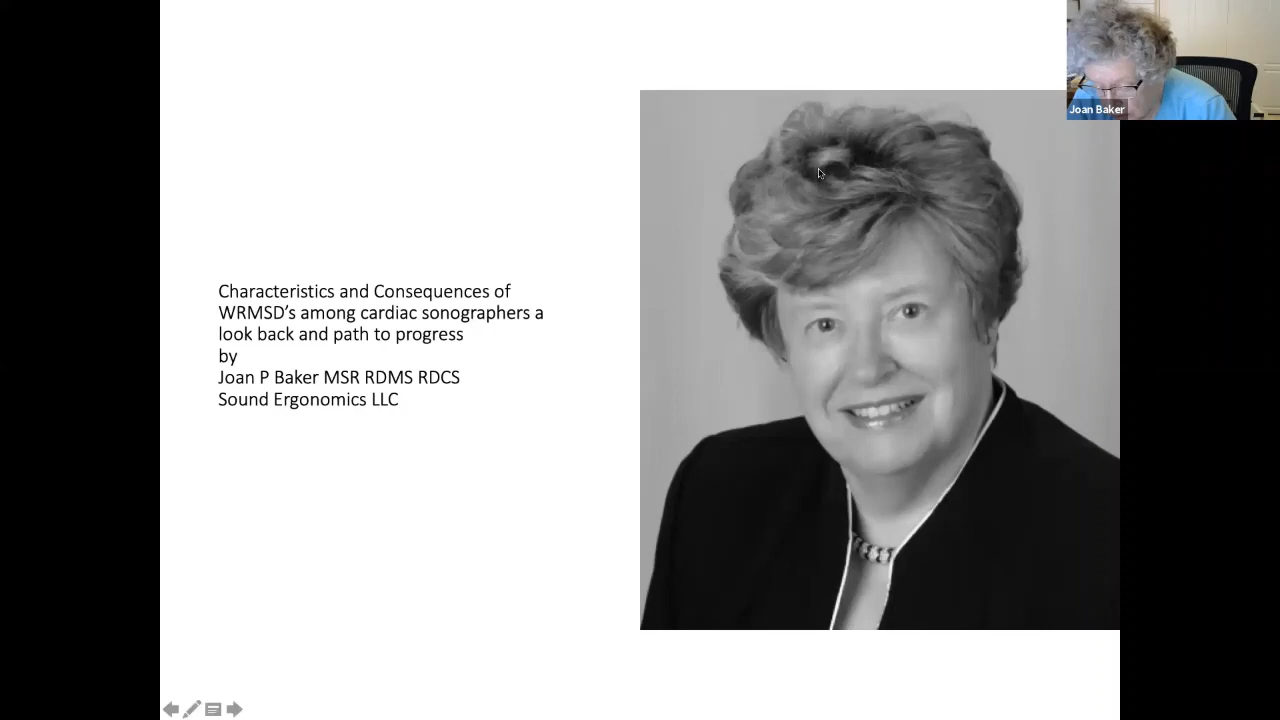 Joan Baker
Characteristics and Consequences of
WRMSD's among cardiac sonographers a
look back and path to progress
by
Joan P Baker MSR RDMS RDCS
Sound Ergonomics LLC